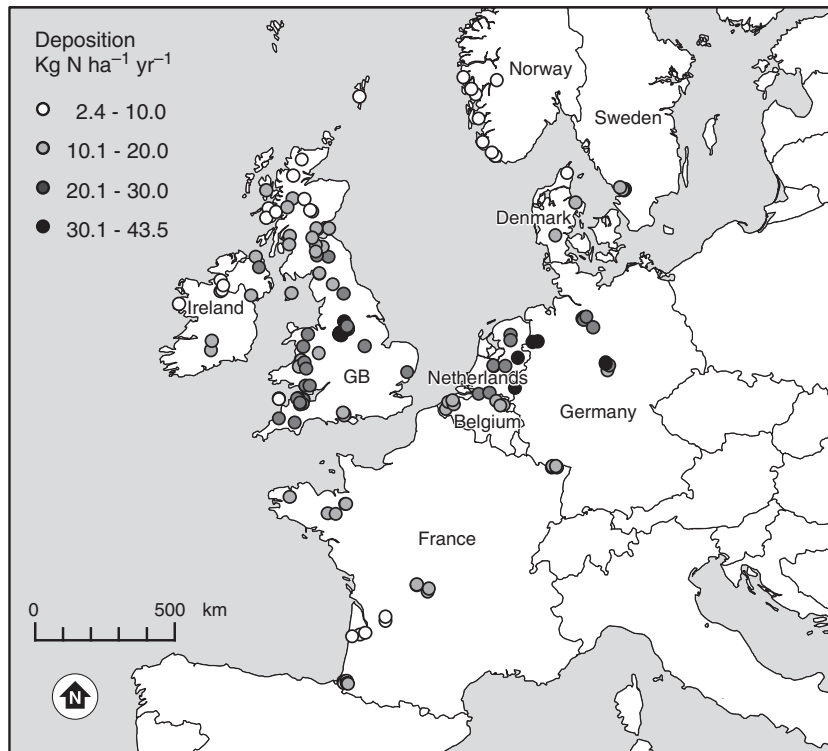 Deposition
Kg N ha⁻¹ yr⁻¹
2.4 - 10.0
10.1 - 20.0
20.1 - 30.0
30.1 - 43.5
Norway
Sweden
Denmark
Ireland
GB
Netherlands
Belgium
Germany
France
0 500 km
N